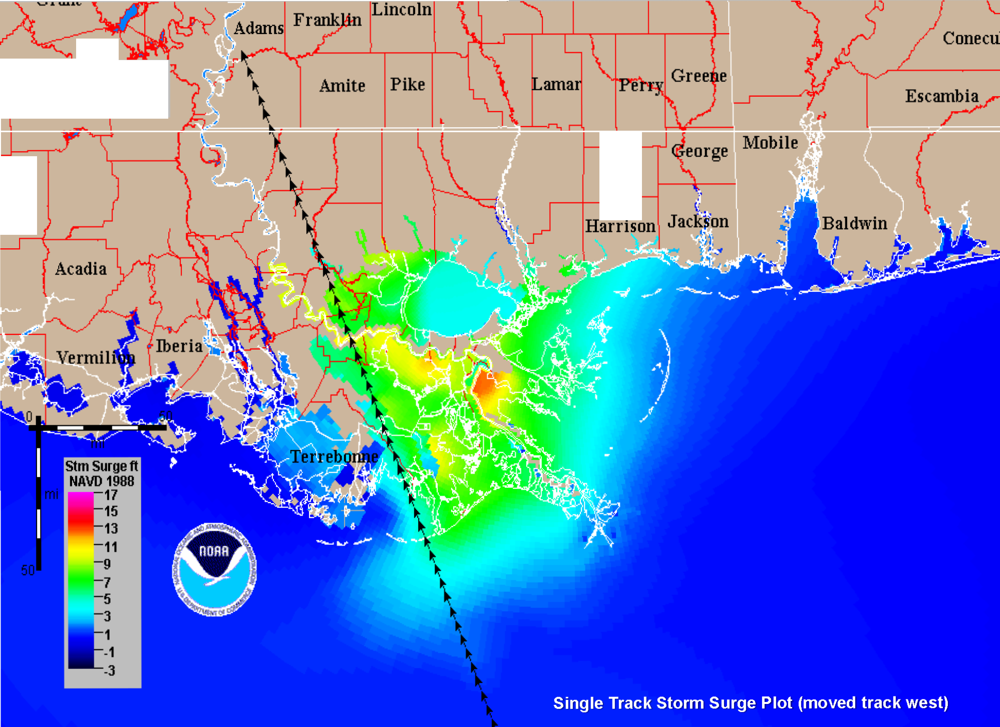 Lincoln
Franklin
Adams
Conecu
Greene
Amite
Pike
Lamar
Perry
Escambia
Mobile
George
Harrison
Jackson
Baldwin
Acadia
Iberia
Vermilion
0
50
mi
Terrebonne
Stm Surge ft
NAVD 1988
17
mi
15
13
11
9
NOAA
50
7
5
3
1
-1
-3
Single Track Storm Surge Plot (moved track west)